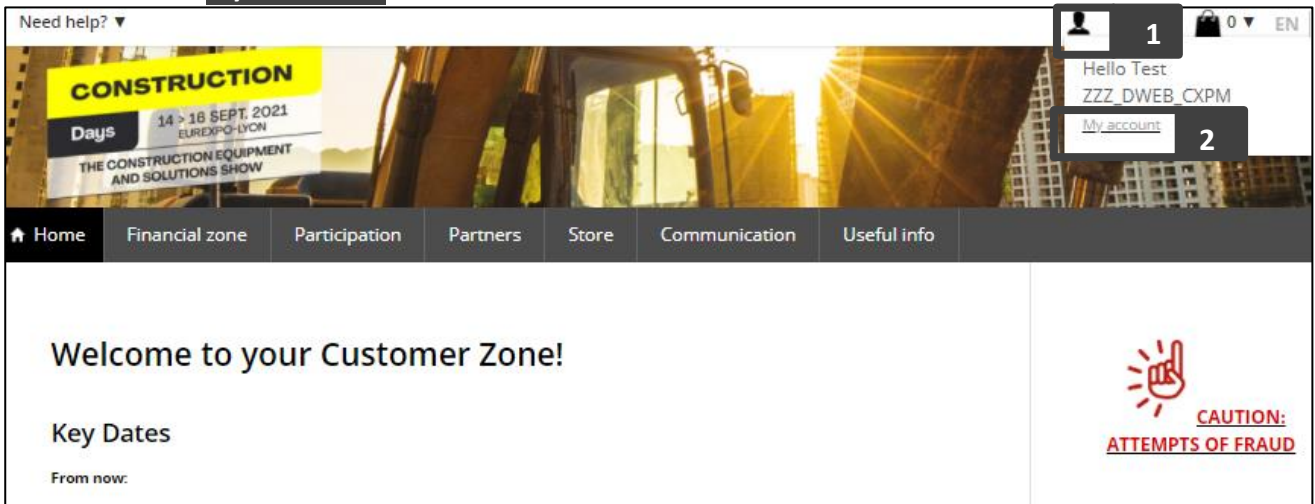 Need help? ▼
1
0 ▼ EN
Hello Test
ZZZ_DWEB_CXPM
My account
2
CONSTRUCTION
Days
14 > 16 SEPT. 2021
EUREXPO-LYON
THE CONSTRUCTION EQUIPMENT
AND SOLUTIONS SHOW
Home Financial zone Participation Partners Store Communication Useful info
Welcome to your Customer Zone!
CAUTION:
ATTEMPTS OF FRAUD
Key Dates
From now: